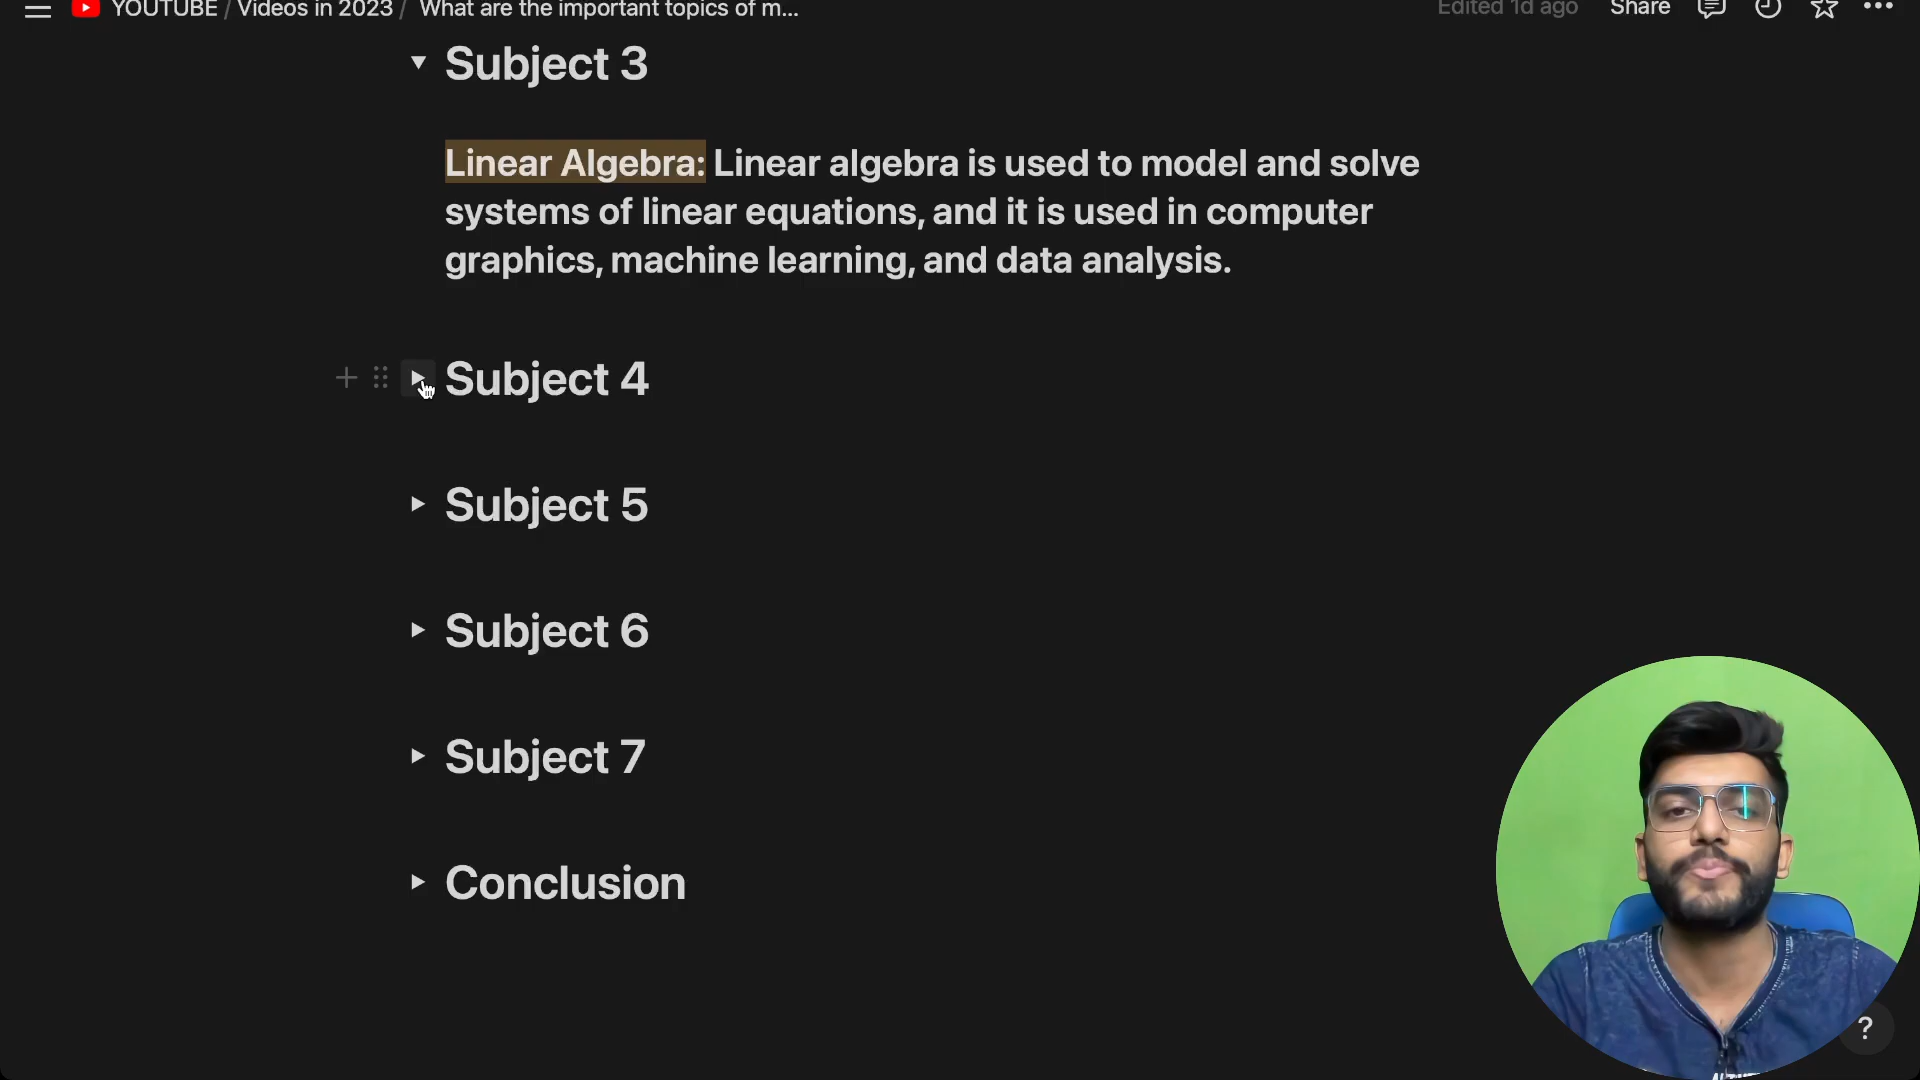 YOUTUBE / Videos in 2023 / What are the important topics of m... Edited 1d ago Share
Subject 3
Linear Algebra: Linear algebra is used to model and solve
systems of linear equations, and it is used in computer
graphics, machine learning, and data analysis.
Subject 4
Subject 5
Subject 6
Subject 7
Conclusion
?